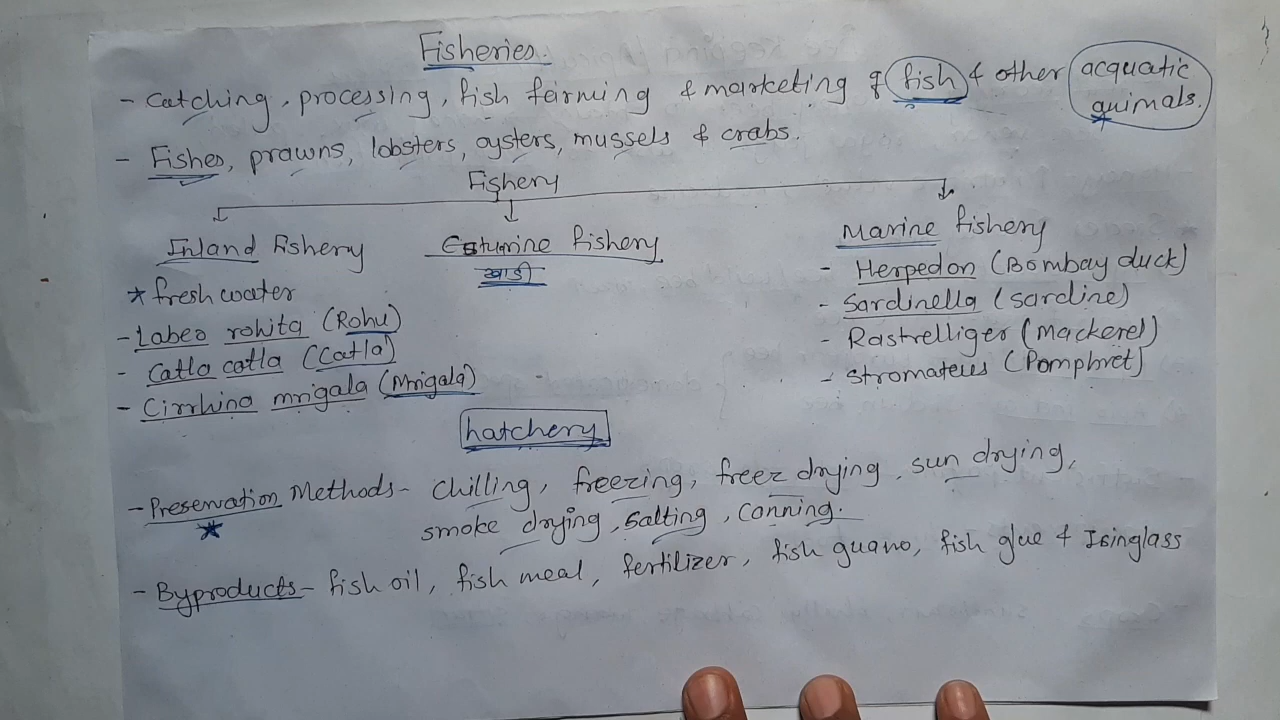 Fisheries.
- Catching, processing, fish fairming & marketing of fish & other acquatic animals.
- Fishes, prawns, lobsters, oysters, mussels & crabs.
Fishery
Inland Fishery
Esturine fishery
Marine fishery
खाडी
* fresh water
- Labeo rohita (Rohu)
- Catla catla (Catla)
- Cirrhina mrigala (Mrigala)
- Herpedon (Bombay duck)
- Sardinella (sardine)
- Rastrelliger (Mackerel)
- Stromateus (Pomphret)
hatchery
- Preservation Methods - chilling, freezing, freez drying, sun drying,
smoke drying, salting, canning.
- Byproducts - fish oil, fish meal, fertilizer, fish guano, fish glue & Isinglass